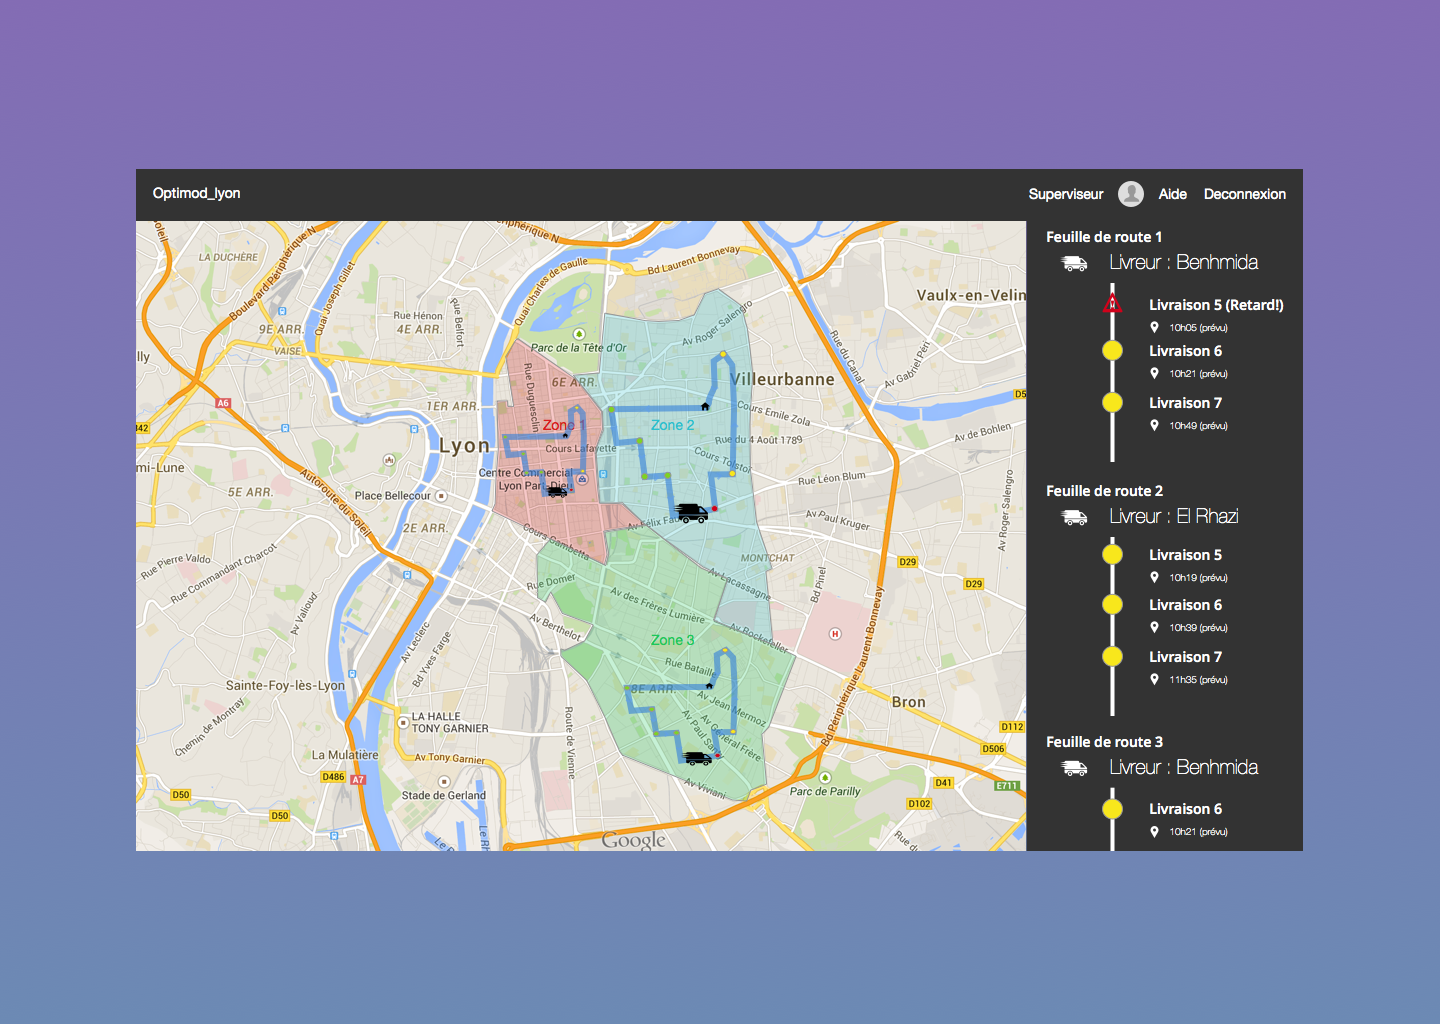 Optimod_lyon
Superviseur Aide Deconnexion
Feuille de route 1
Livreur : Benhmida
Livraison 5 (Retard!)
10h05 (prévu)
Livraison 6
10h21 (prévu)
Livraison 7
10h49 (prévu)
Feuille de route 2
Livreur : El Rhazi
Livraison 5
10h19 (prévu)
Livraison 6
10h39 (prévu)
Livraison 7
11h35 (prévu)
Feuille de route 3
Livreur : Benhmida
Livraison 6
10h21 (prévu)
LA DUCHÈRE
Boulevard Périphérique N
Quai Joseph Gillet
Quai Charles de Gaulle
Bd Laurent Bonnevay
Vaulx-en-Velin
9E ARR.
VAISE
Rue Hénon
4E ARR.
Rue Belfort
Parc de la Tête d'Or
Av Roger Salengro
Rue du Canal
Av Gabriel Péri
Rue Duguesclin
6E ARR.
Villeurbanne
A6
1ER ARR.
Lyon
Zone 1
Zone 2
Cours Emile Zola
Cours Lafayette
Rue du 4 Août 1789
Av de Bohlen
Cours Tolstoï
Centre Commercial
Lyon Part-Dieu
Rue Léon Blum
5E ARR.
Autoroute du Soleil
Place Bellecour
2E ARR.
Cours Gambetta
Av Paul Kruger
Av Roger Salengro
MONTCHAT
Rue Pierre Valdo
Rue Commandant Charcot
D29
D29
Rue Domer
Av Lacassagne
Bd Pinel
Av des Frères Lumière
Av Valioud
Av Leclerc
Bd Yves Farge
Av Berthelot
Av Rockefeller
Zone 3
H
Rue Bataille
Sainte-Foy-lès-Lyon
8E ARR.
Av Jean Mermoz
Bron
Chemin de Montray
LA HALLE
TONY GARNIER
Route de Vienne
Av Général Frère
Bd Périphérique Laurent Bonnevay
D112
D506
La Mulatière
Av Tony Garnier
D486
A7
Av Viviani
Parc de Parilly
D41
E711
D50
Stade de Gerland
D102
D50
Google